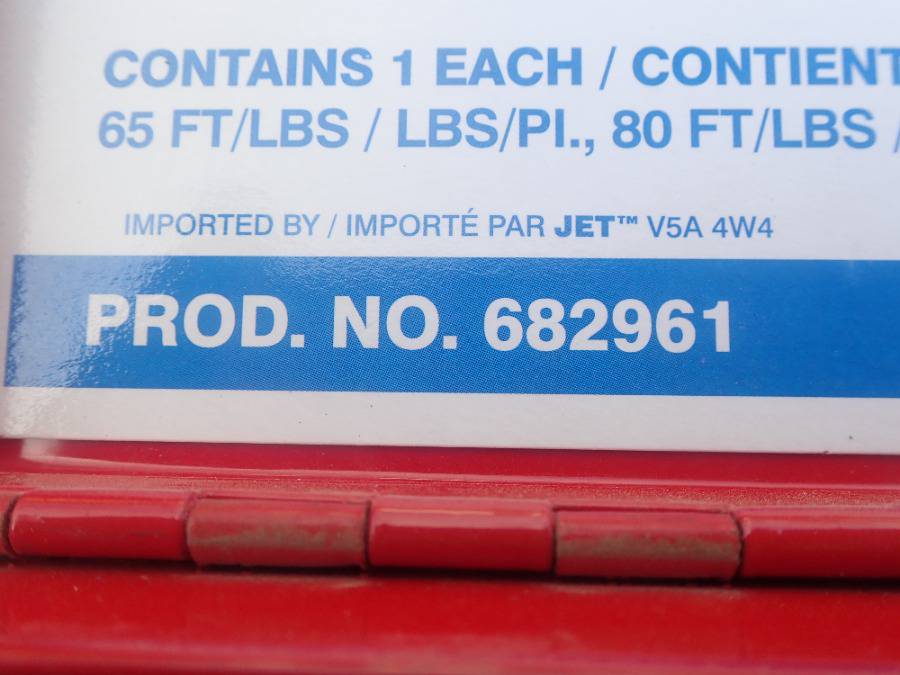 CONTAINS 1 EACH / CONTIENT
65 FT/LBS / LBS/PI., 80 FT/LBS /
IMPORTED BY / IMPORTÉ PAR JET™ V5A 4W4
PROD. NO. 682961